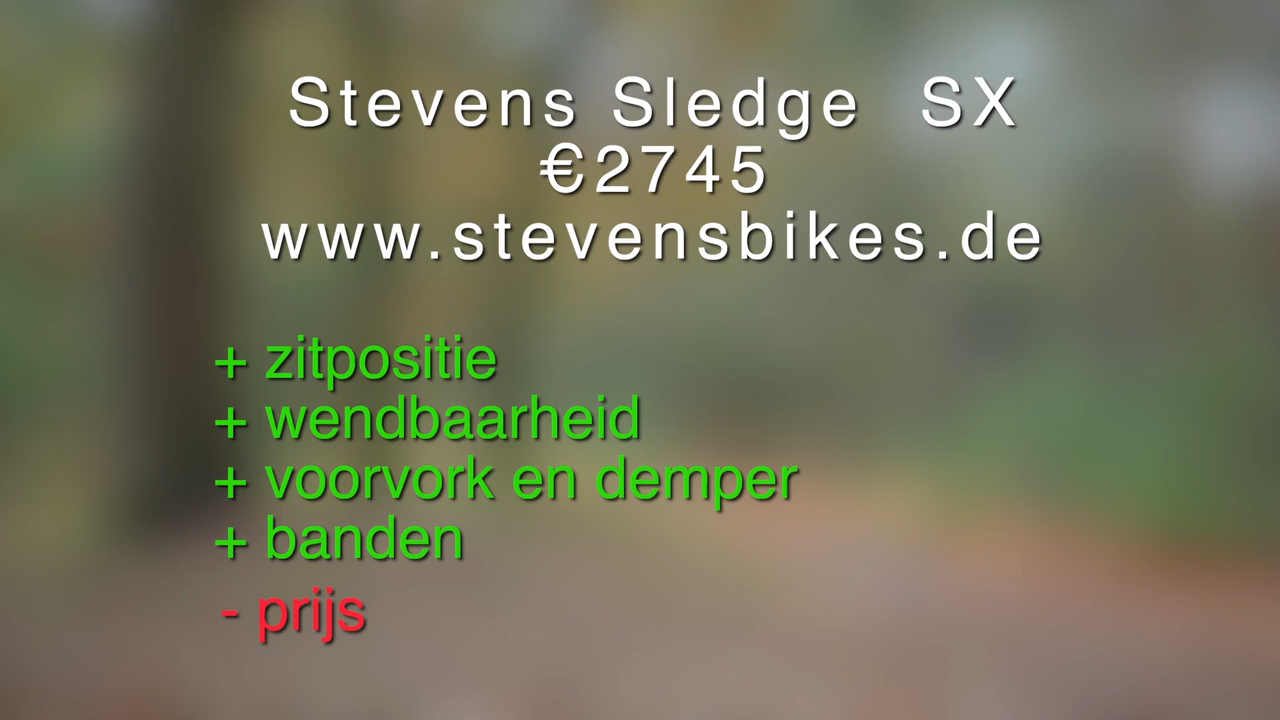 Stevens Sledge SX
€2745
www.stevensbikes.de
+ zitpositie
+ wendbaarheid
+ voorvork en demper
+ banden
- prijs